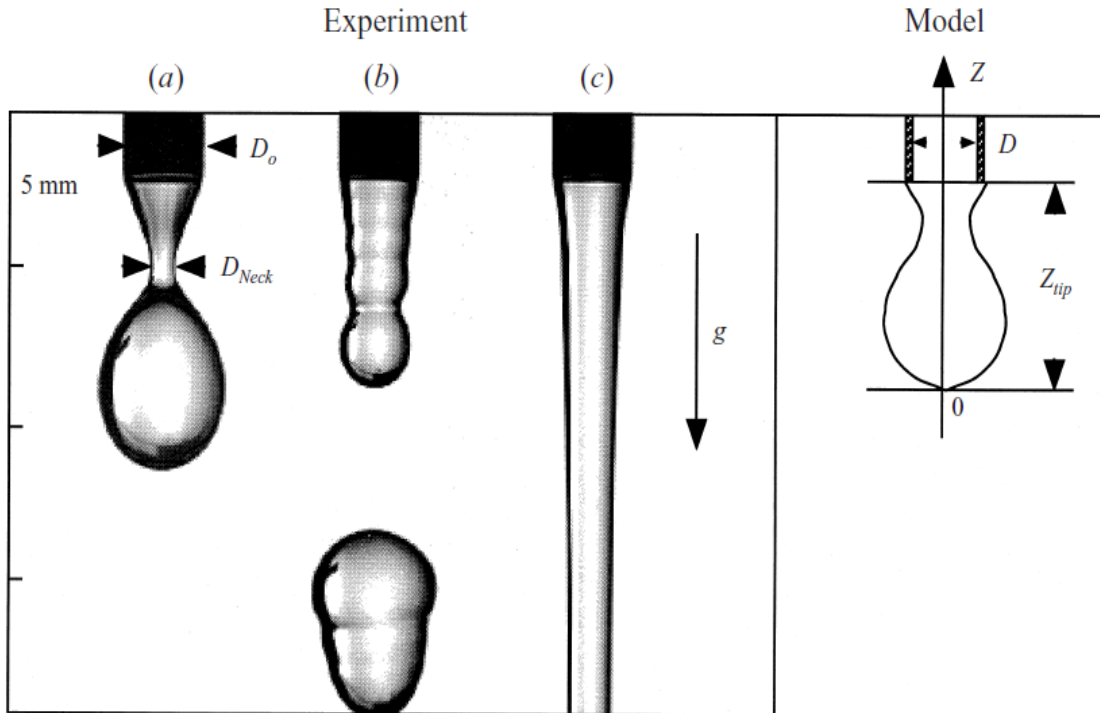 Experiment
Model
(a)
(b)
(c)
Z
D_o
D
5 mm
D_Neck
Z_tip
g
0